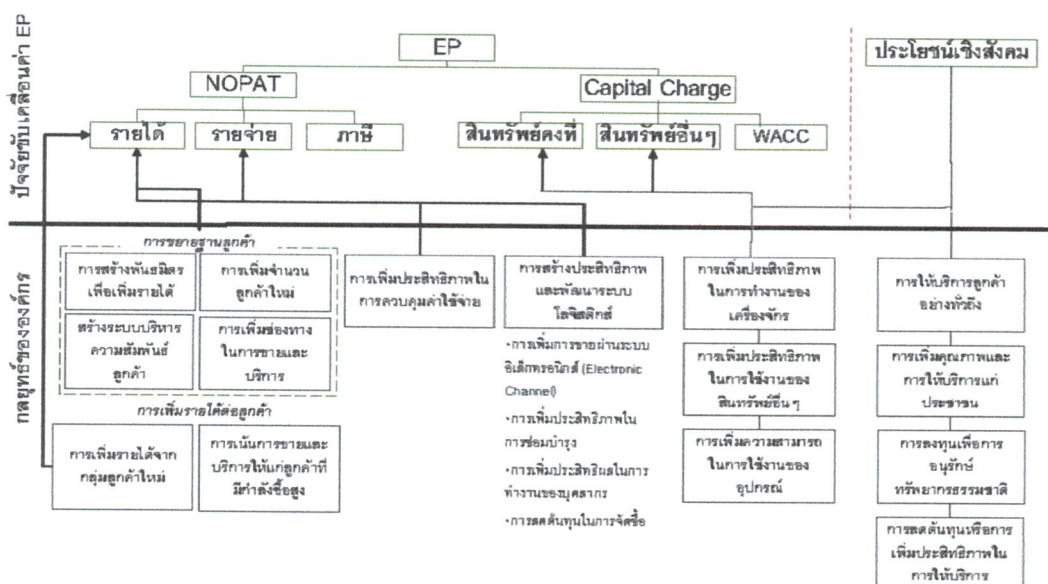 ปัจจัยขับเคลื่อนค่า EP
EP
ประโยชน์เชิงสังคม
NOPAT
Capital Charge
รายได้
รายจ่าย
ภาษี
สินทรัพย์คงที่
สินทรัพย์อื่นๆ
WACC
กลยุทธ์ขององค์กร
การขยายฐานลูกค้า
การสร้างพันธมิตร
เพื่อเพิ่มรายได้
การเพิ่มจำนวน
ลูกค้าใหม่
สร้างระบบบริหาร
ความสัมพันธ์
ลูกค้า
การเพิ่มช่องทาง
ในการขายและ
บริการ
การเพิ่มรายได้ต่อลูกค้า
การเพิ่มรายได้จาก
กลุ่มลูกค้าใหม่
การเน้นการขายและ
บริการให้แก่ลูกค้าที่
มีกำลังซื้อสูง
การเพิ่มประสิทธิภาพใน
การควบคุมค่าใช้จ่าย
การสร้างประสิทธิภาพ
และพัฒนาระบบ
โลจิสติกส์
•การเพิ่มการขายผ่านระบบ
อิเล็กทรอนิกส์ (Electronic
Channel)
•การเพิ่มประสิทธิภาพใน
การซ่อมบำรุง
•การเพิ่มประสิทธิผลในการ
ทำงานของบุคลากร
•การลดต้นทุนในการจัดซื้อ
การเพิ่มประสิทธิภาพ
ในการทำงานของ
เครื่องจักร
การเพิ่มประสิทธิภาพ
ในการใช้งานของ
สินทรัพย์อื่นๆ
การเพิ่มความสามารถ
ในการใช้งานของ
อุปกรณ์
การให้บริการลูกค้า
อย่างทั่วถึง
การเพิ่มคุณภาพและ
การให้บริการแก่
ประชาชน
การลงทุนเพื่อการ
อนุรักษ์
ทรัพยากรธรรมชาติ
การลดต้นทุนหรือการ
เพิ่มประสิทธิภาพใน
การให้บริการ